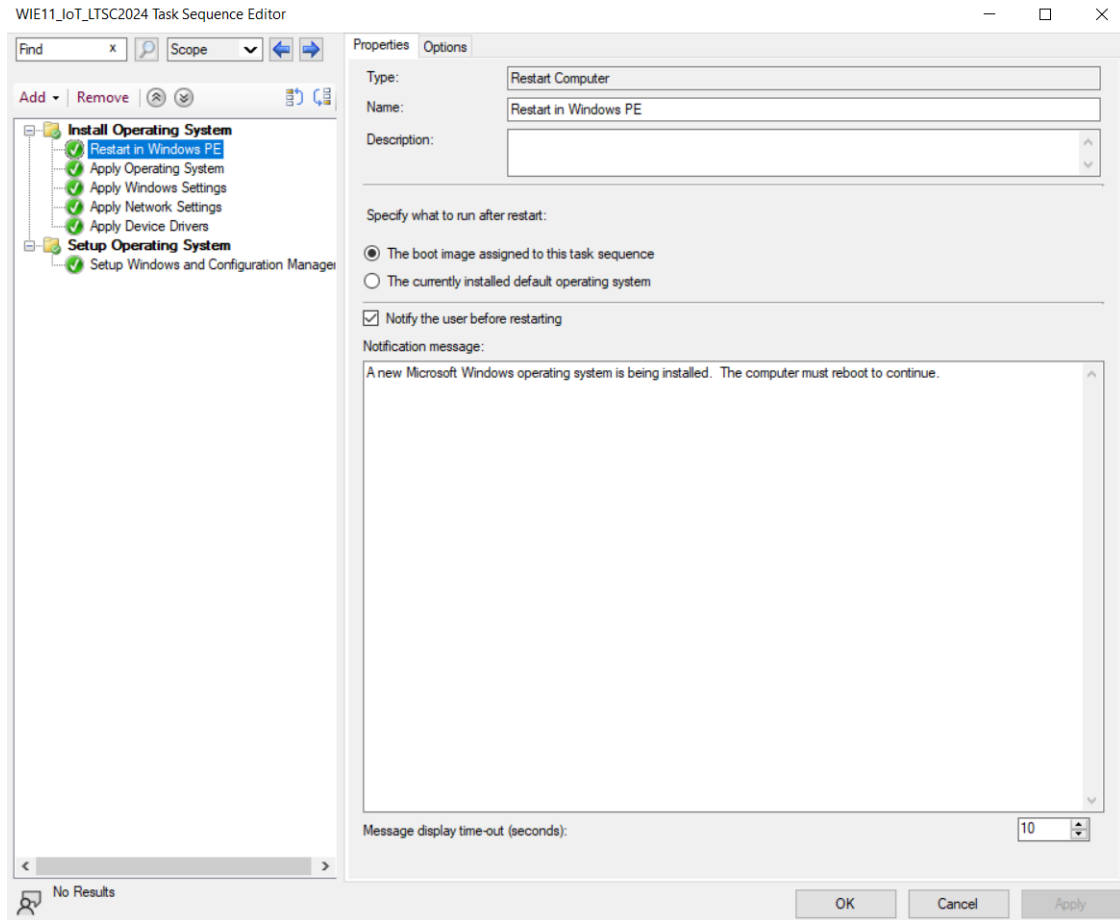 WIE11_IoT_LTSC2024 Task Sequence Editor
Find x Scope
Add Remove
Install Operating System
Restart in Windows PE
Apply Operating System
Apply Windows Settings
Apply Network Settings
Apply Device Drivers
Setup Operating System
Setup Windows and Configuration Manager
Properties Options
Type: Restart Computer
Name: Restart in Windows PE
Description:
Specify what to run after restart:
The boot image assigned to this task sequence
The currently installed default operating system
Notify the user before restarting
Notification message:
A new Microsoft Windows operating system is being installed.  The computer must reboot to continue.
Message display time-out (seconds): 10
No Results
OK Cancel Apply